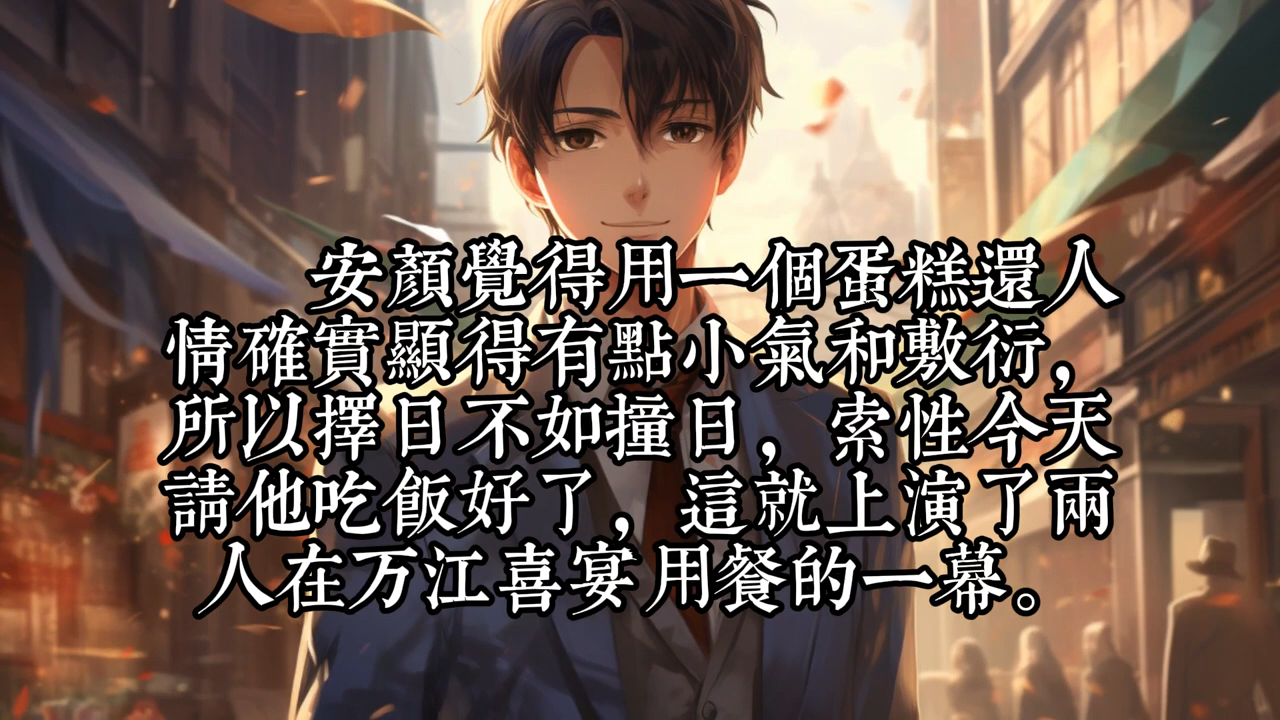 安顏覺得用一個蛋糕還人
情確實顯得有點小氣和敷衍，
所以擇日不如撞日，索性今天
請他吃飯好了，這就上演了兩
人在万江喜宴用餐的一幕。